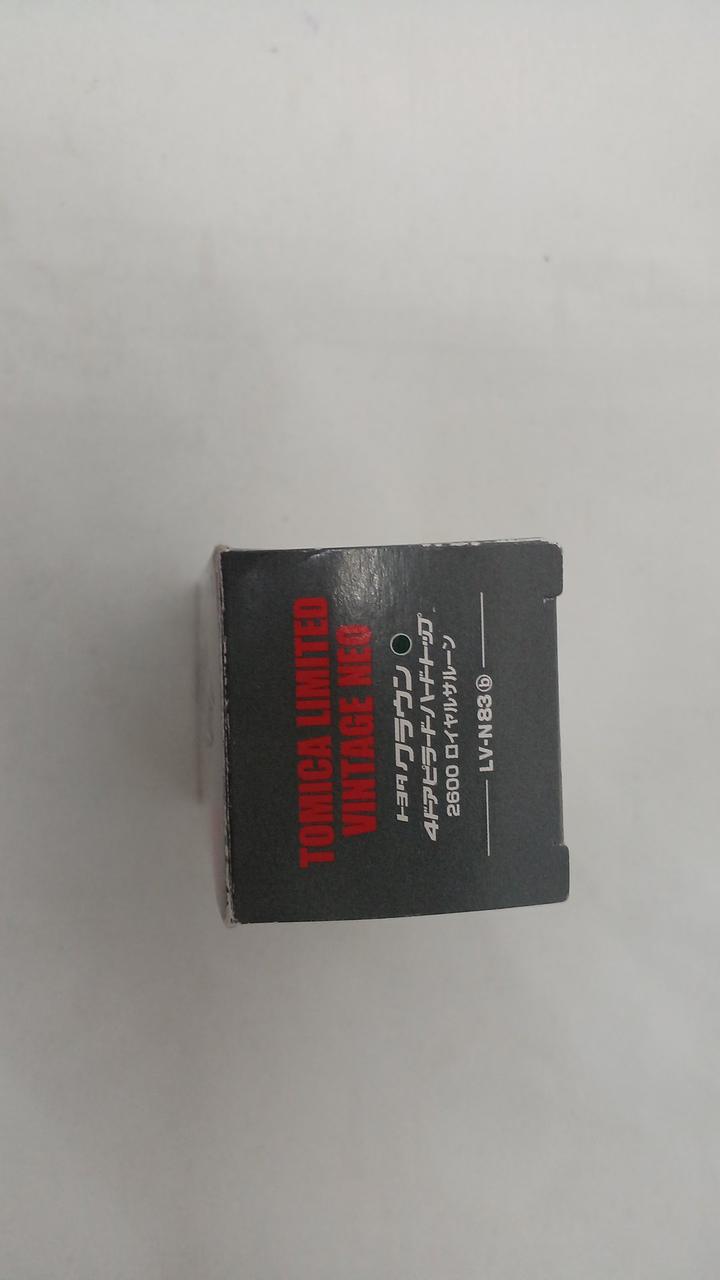 TOMICA LIMITED
VINTAGE NEO
トヨタ クラウン
4ドアピラードハードトップ
2600 ロイヤルサルーン
LV-N83ⓑ